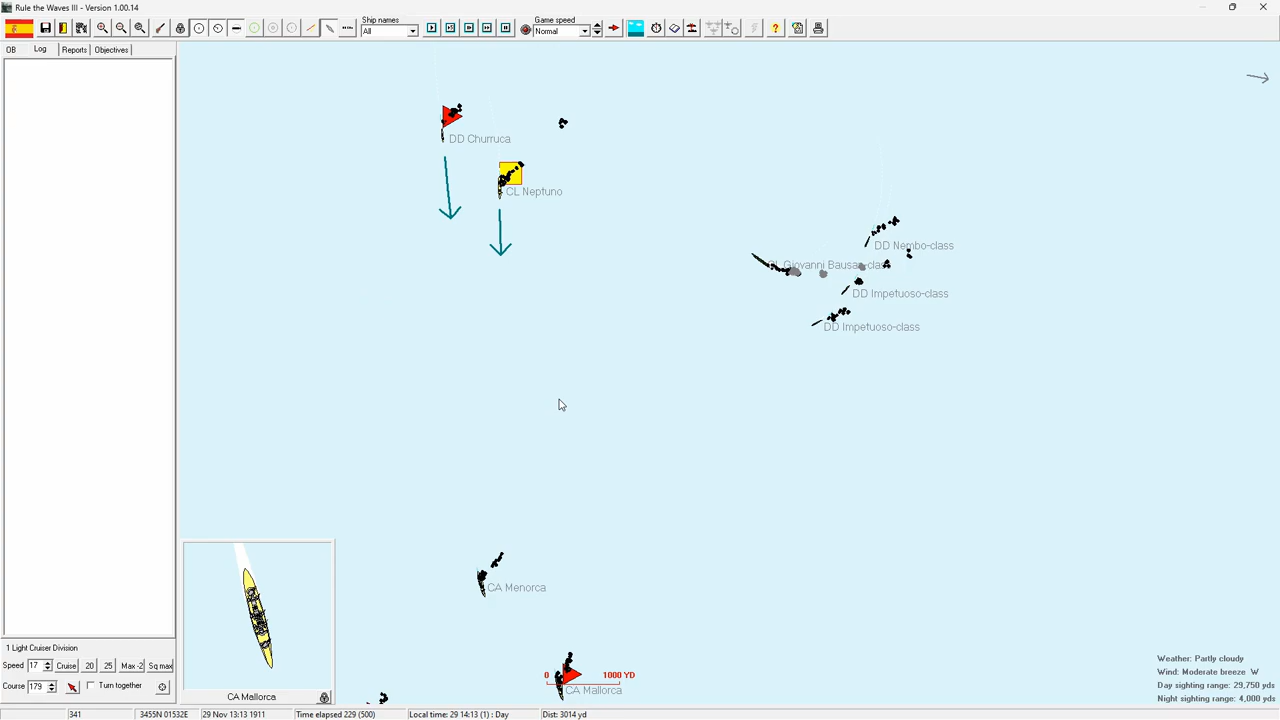 Rule the Waves III - Version 1.00.14
Ship names
All
Game speed
Normal
OB
Log
Reports
Objectives
DD Churruca
CL Neptuno
DD Nembo-class
CL Giovanni Bausan-class
DD Impetuoso-class
DD Impetuoso-class
CA Menorca
0
1000 YD
CA Mallorca
CA Mallorca
1 Light Cruiser Division
Speed 17 Cruise 20 25 Max -2 Sq max
Course 179 Turn together
Weather: Partly cloudy
Wind: Moderate breeze W
Day sighting range: 29,750 yards
Night sighting range: 4,000 yards
341
3455N 01532E
29 Nov 13:13 1911
Time elapsed 229 (500)
Local time: 29 14:13 (1) : Day
Dist: 3014 yd